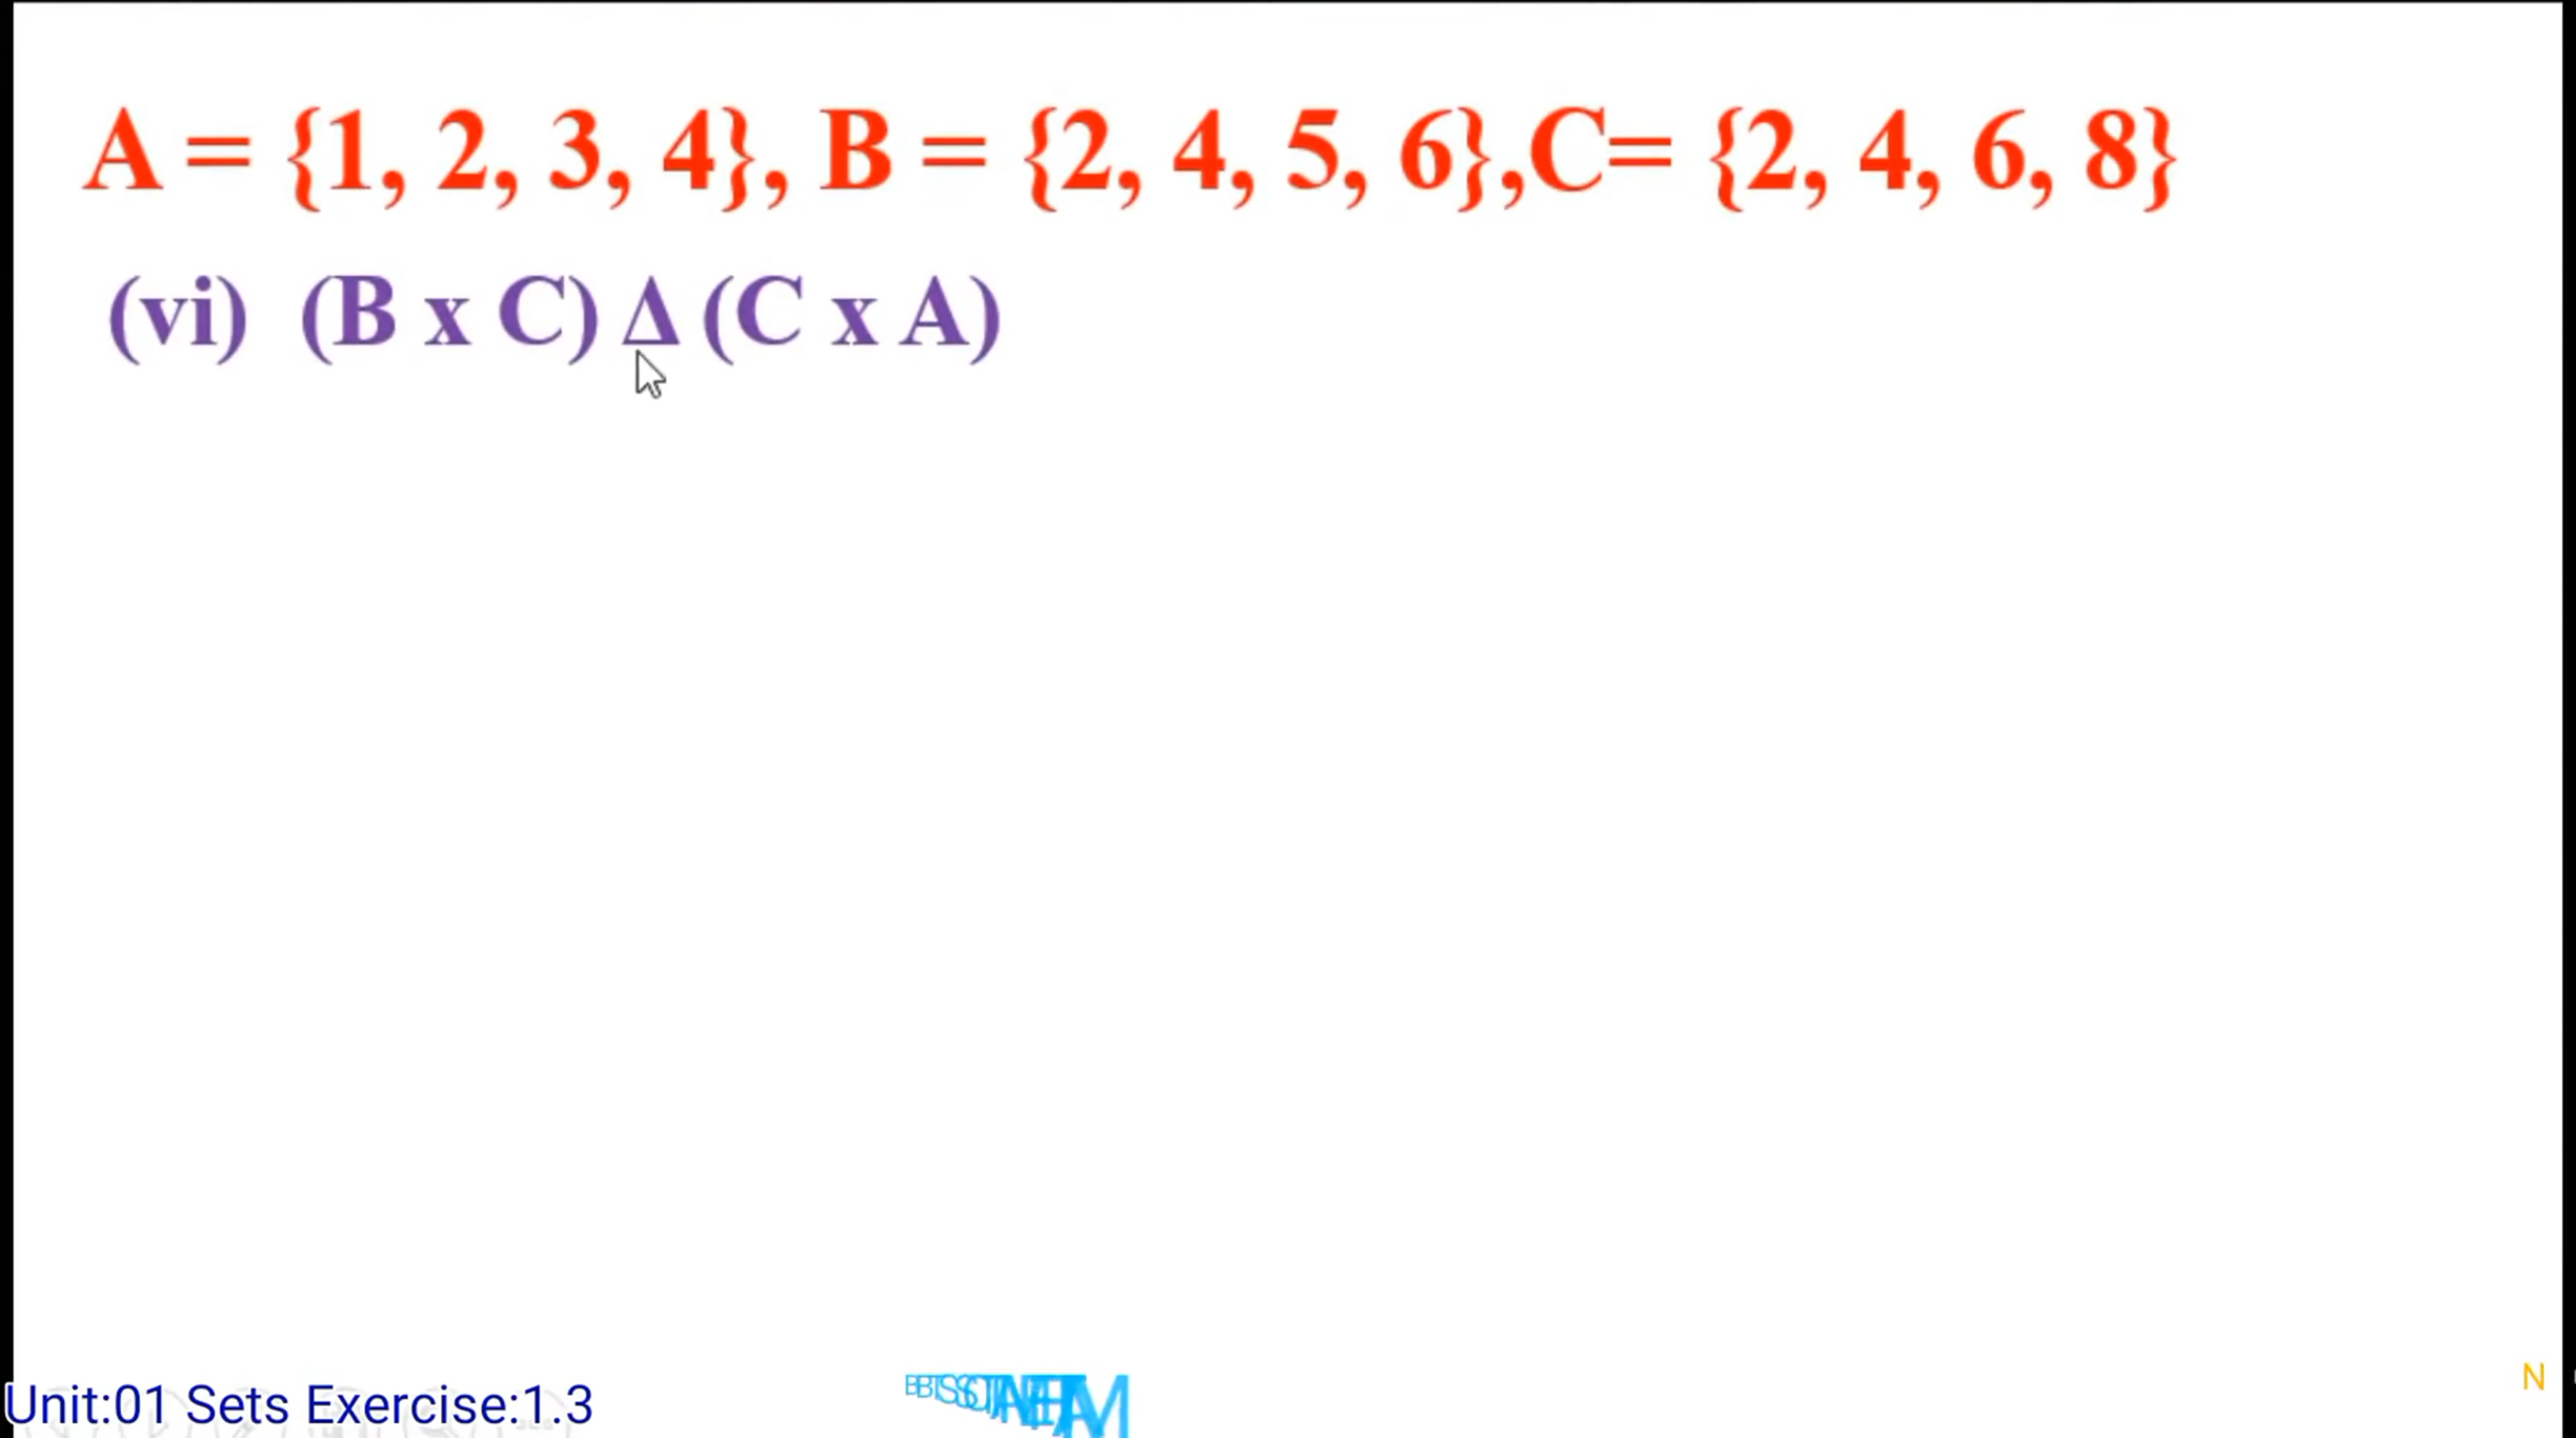 A = {1, 2, 3, 4}, B = {2, 4, 5, 6},C= {2, 4, 6, 8}
(vi) (B x C) Δ (C x A)
Unit:01 Sets Exercise:1.3
N